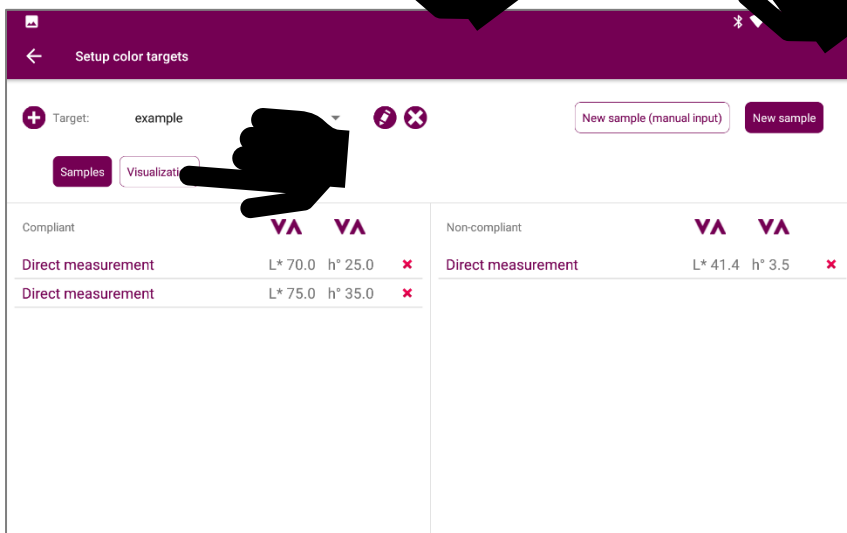 Setup color targets
Target: example New sample (manual input) New sample
Samples
Compliant Non-compliant
Direct measurement L* 70.0 h° 25.0 Direct measurement L* 41.4 h° 3.5
Direct measurement L* 75.0 h° 35.0